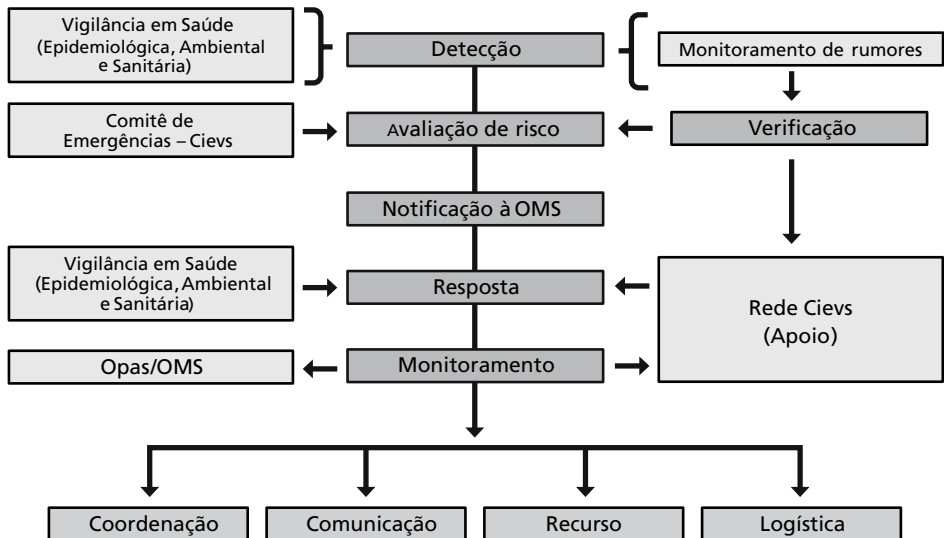 Vigilância em Saúde
(Epidemiológica, Ambiental
e Sanitária)
Detecção
Monitoramento de rumores
Comitê de
Emergências – Cievs
Avaliação de risco
Verificação
Notificação à OMS
Vigilância em Saúde
(Epidemiológica, Ambiental
e Sanitária)
Resposta
Rede Cievs
(Apoio)
Opas/OMS
Monitoramento
Coordenação
Comunicação
Recurso
Logística